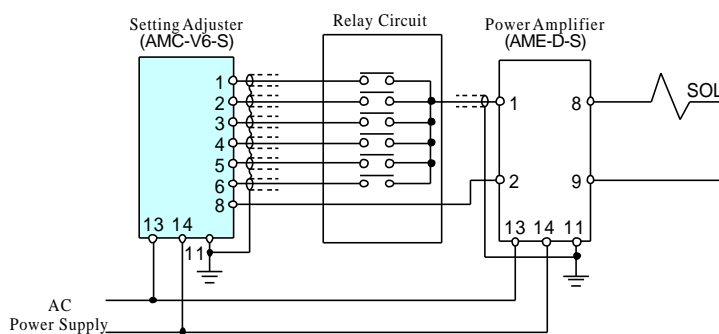 Setting Adjuster
(AMC-V6-S)
Relay Circuit
Power Amplifier
(AME-D-S)
1
2
3
4
5
6
8
13 14
11
1
2
8
9
13 14 11
SOL
AC
Power Supply